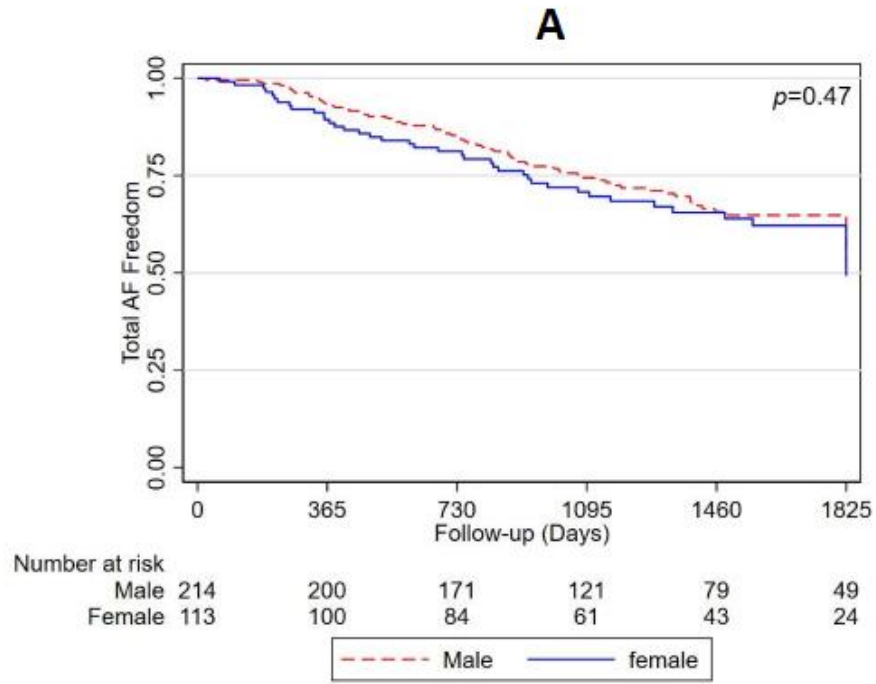 A
p=0.47
1.00
0.75
0.50
0.25
0.00
Total AF Freedom
0 365 730 1095 1460 1825
Follow-up (Days)
Number at risk
Male 214 200 171 121 79 49
Female 113 100 84 61 43 24
Male female